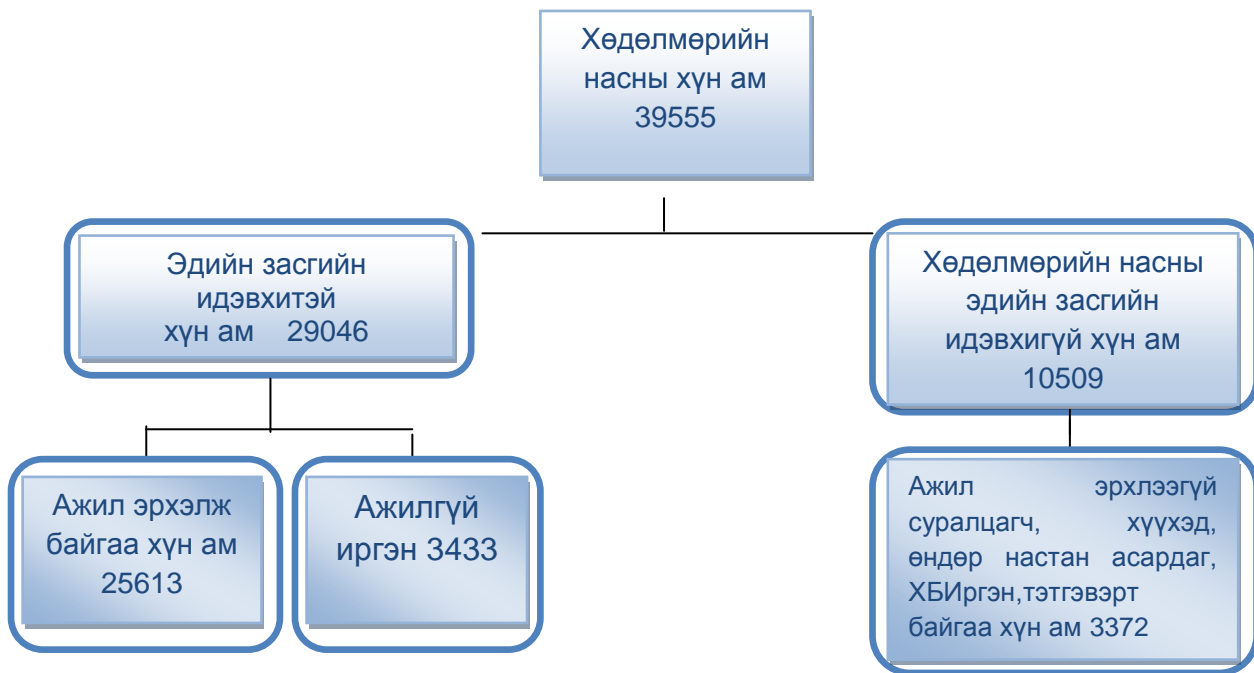 Хөдөлмөрийн
насны хүн ам
39555
Эдийн засгийн
идэвхитэй
хүн ам 29046
Хөдөлмөрийн насны
эдийн засгийн
идэвхигүй хүн ам
10509
Ажил эрхэлж
байгаа хүн ам
25613
Ажилгүй
иргэн 3433
Ажил эрхлээгүй
суралцагч, хүүхэд,
өндөр настан асардаг,
ХБИргэн,тэтгэвэрт
байгаа хүн ам 3372